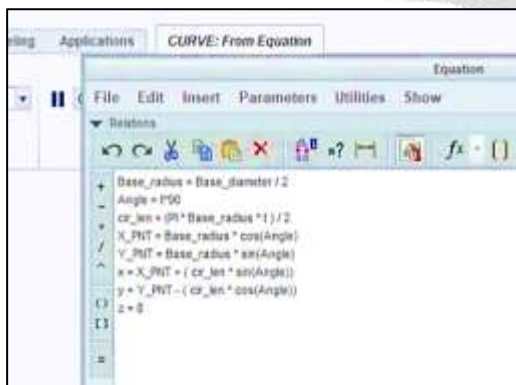 eling Applications CURVE: From Equation
Equation
File Edit Insert Parameters Utilities Show
Relations
Base_radius = Base_diameter / 2
Angle = t*90
cir_len = (PI * Base_radius * t ) / 2
X_PNT = Base_radius * cos(Angle)
Y_PNT = Base_radius * sin(Angle)
x = X_PNT + ( cir_len * sin(Angle))
y = Y_PNT - ( cir_len * cos(Angle))
z = 0